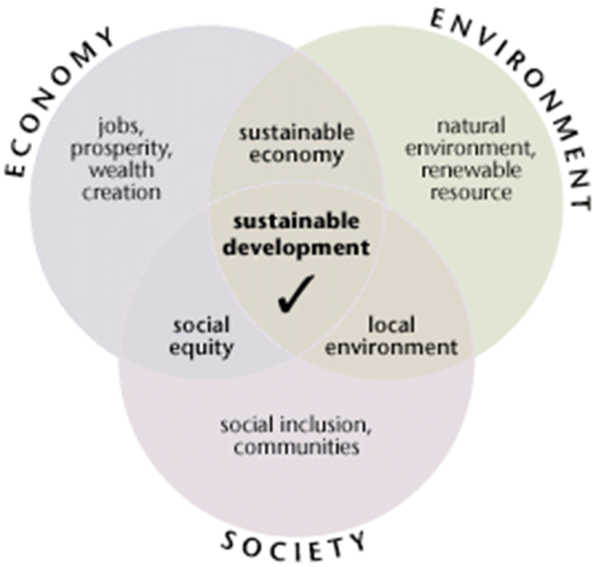 ECONOMY
ENVIRONMENT
jobs,
prosperity,
wealth
creation
sustainable
economy
natural
environment,
renewable
resource
sustainable
development
✓
social
equity
local
environment
social inclusion,
communities
SOCIETY